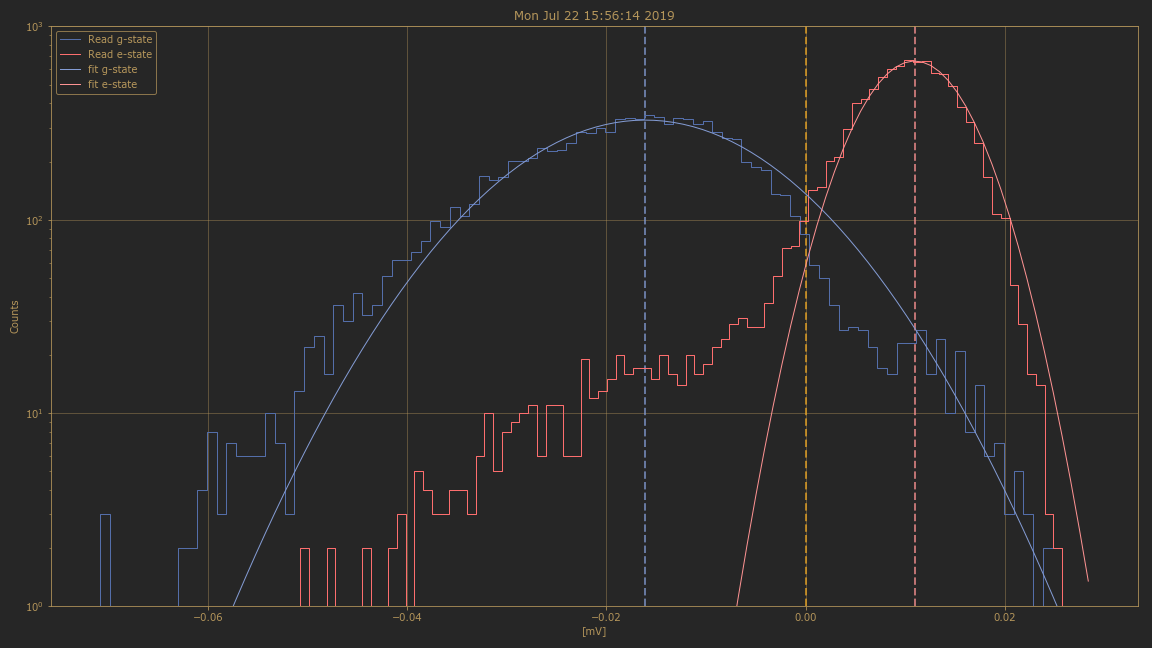 Mon Jul 22 15:56:14 2019
Read g-state
Read e-state
fit g-state
fit e-state
10³
10²
10¹
10⁰
Counts
−0.06
−0.04
−0.02
0.00
0.02
[mV]